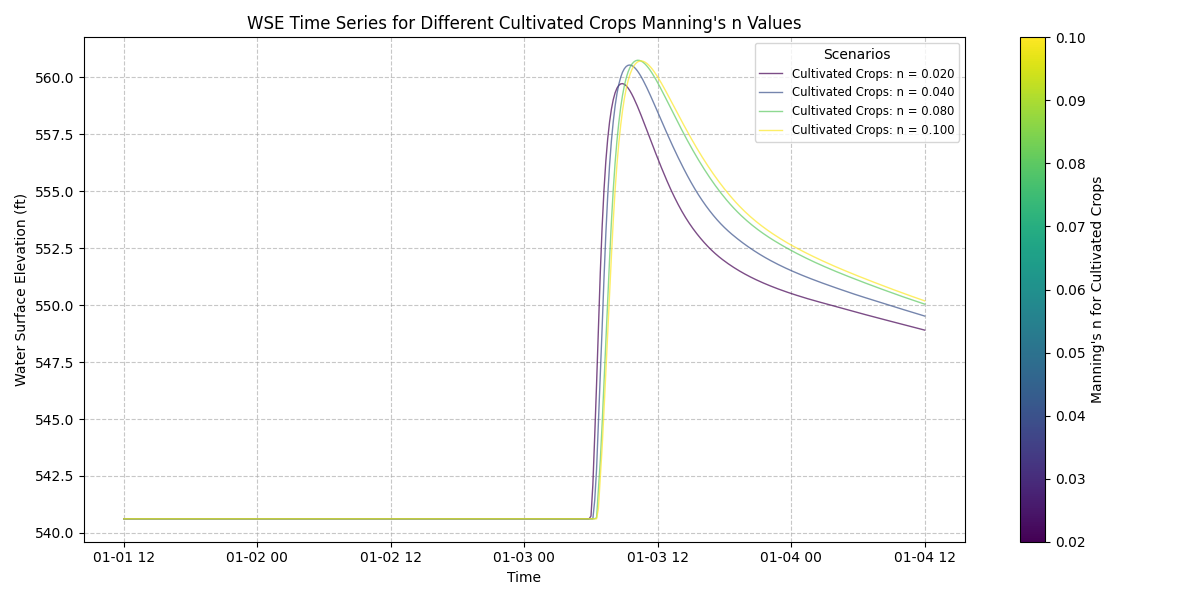 WSE Time Series for Different Cultivated Crops Manning's n Values
Water Surface Elevation (ft)
560.0
557.5
555.0
552.5
550.0
547.5
545.0
542.5
540.0
Scenarios
Cultivated Crops: n = 0.020
Cultivated Crops: n = 0.040
Cultivated Crops: n = 0.080
Cultivated Crops: n = 0.100
01-01 12
01-02 00
01-02 12
01-03 00
01-03 12
01-04 00
01-04 12
Time
0.10
0.09
0.08
0.07
0.06
0.05
0.04
0.03
0.02
Manning's n for Cultivated Crops